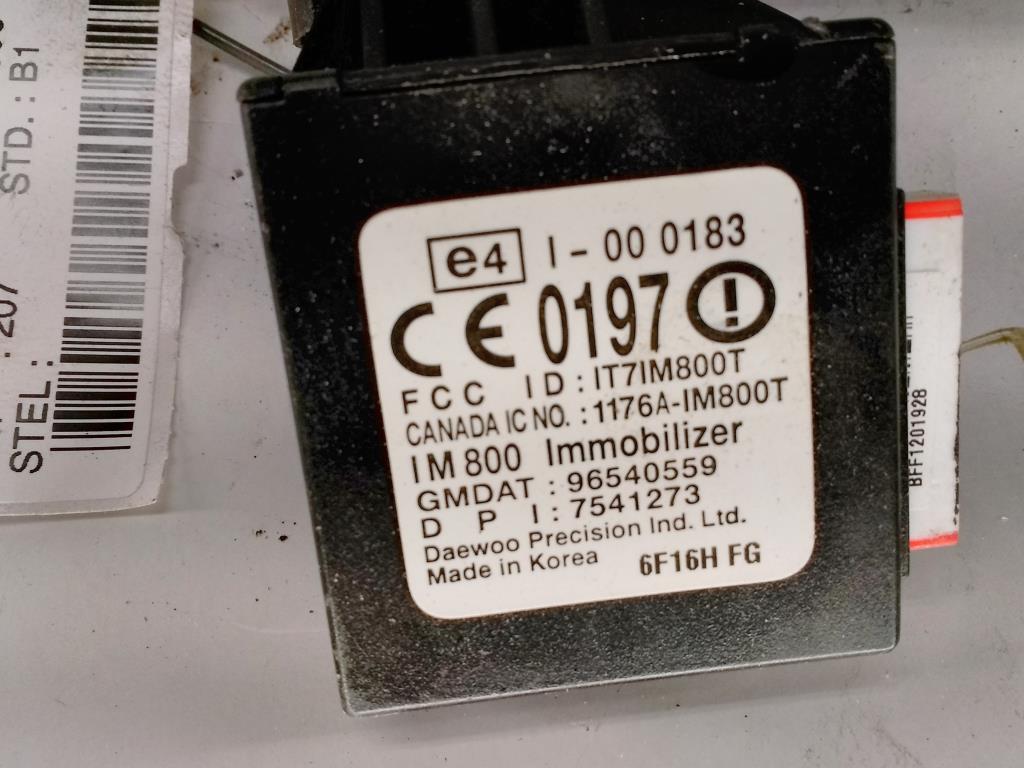 STD. : B1
: 207
STEL :
e4 I - 00 0183
CE 0197 !
FCC ID : IT7IM800T
CANADA IC NO. : 1176A-IM800T
IM 800 Immobilizer
GMDAT : 96540559
D P I : 7541273
Daewoo Precision Ind. Ltd.
Made in Korea 6F16H FG
BFF1201928